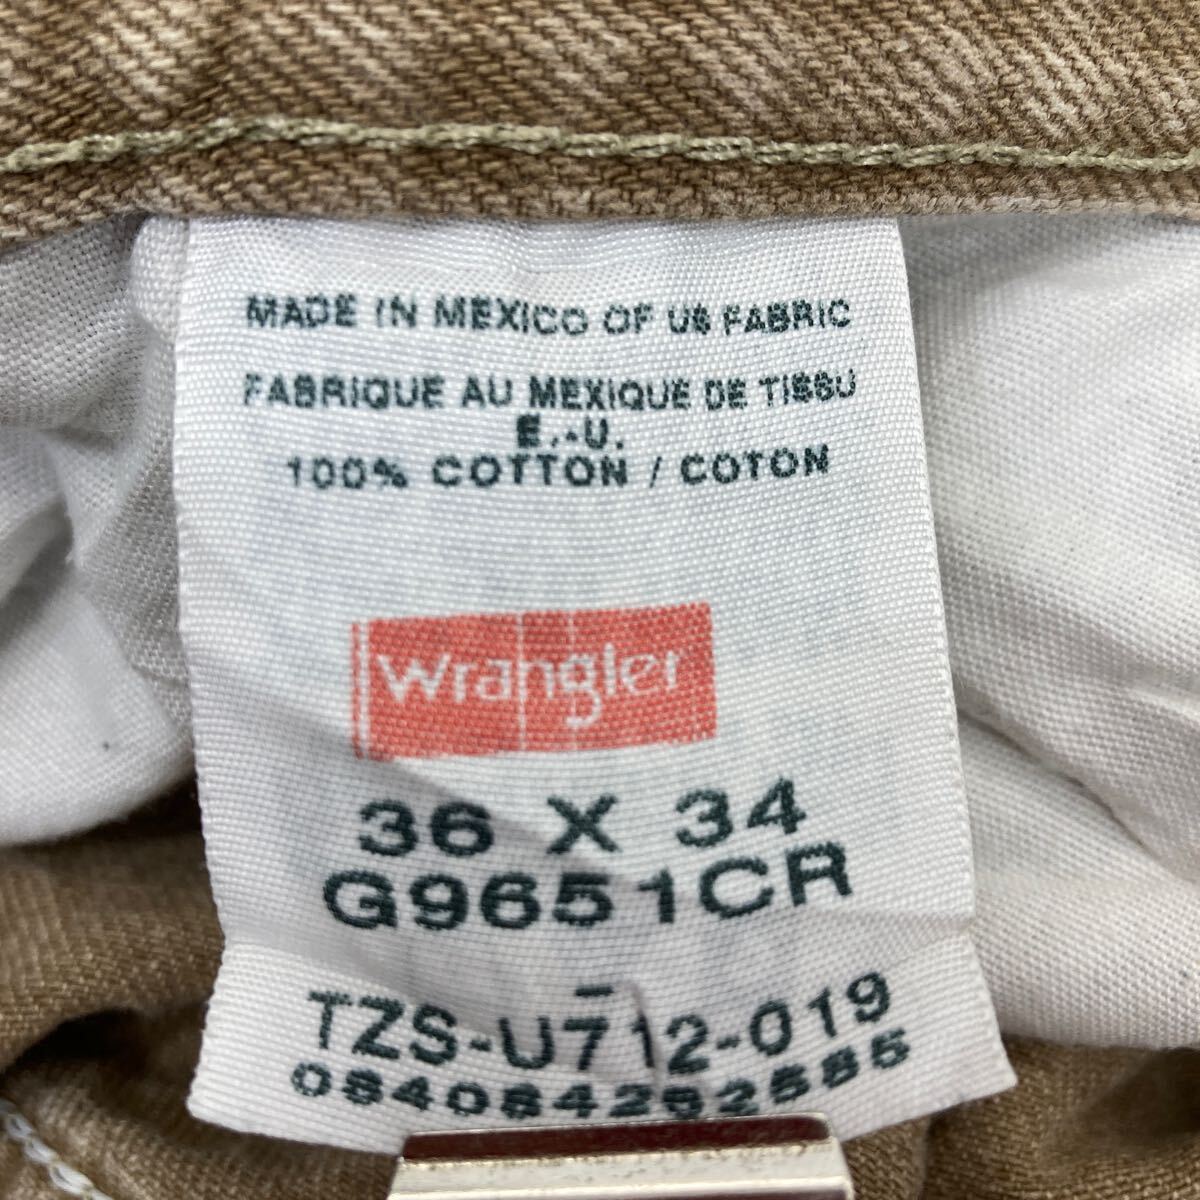 MADE IN MEXICO OF US FABRIC
FABRIQUE AU MEXIQUE DE TISSU
E.-U.
100% COTTON / COTON
Wrangler
36 X 34
G9651CR
-
TZS-U712-019